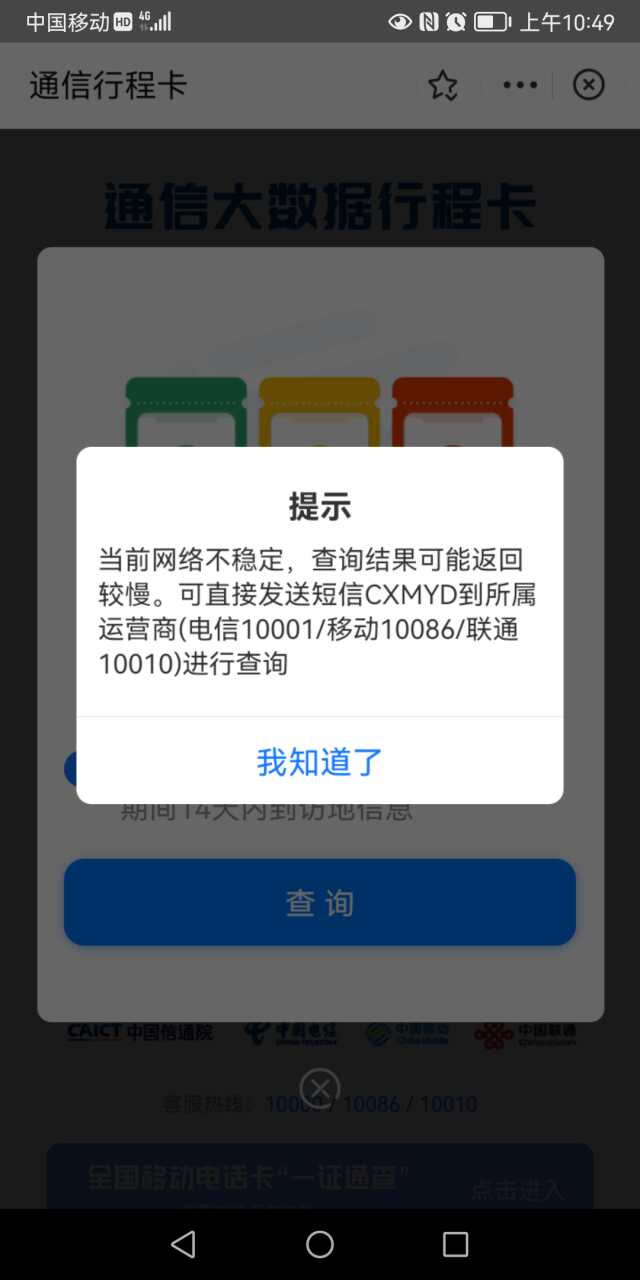 中国移动 HD 4G 上午10:49
通信行程卡
通信大数据行程卡
提示
当前网络不稳定，查询结果可能返回
较慢。可直接发送短信CXMYD到所属
运营商(电信10001/移动10086/联通
10010)进行查询
我知道了
期间14天内到访地信息
查 询
CAICT 中国信通院 中国电信 CHINA TELECOM 中国移动 China Mobile 中国联通
客服热线：10000 / 10086 / 10010
全国移动电话卡“一证通查”
点击进入